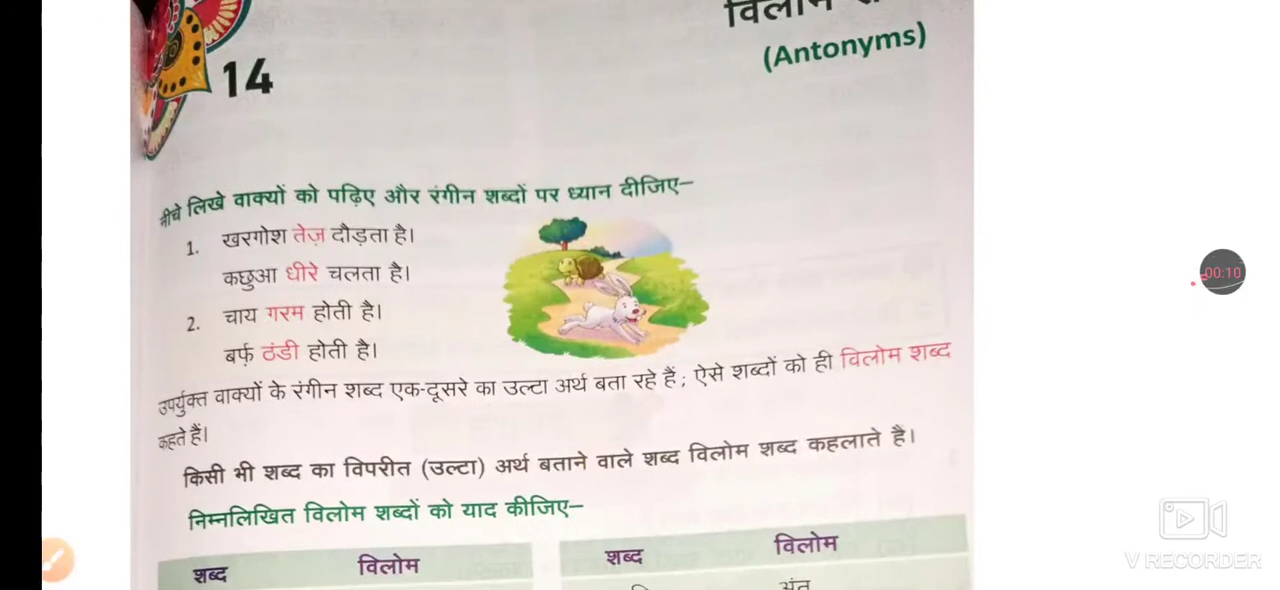 14
(Antonyms)
नीचे लिखे वाक्यों को पढ़िए और रंगीन शब्दों पर ध्यान दीजिए–
1. खरगोश तेज़ दौड़ता है।
कछुआ धीरे चलता है।
2. चाय गरम होती है।
बर्फ़ ठंडी होती है।
उपर्युक्त वाक्यों के रंगीन शब्द एक-दूसरे का उल्टा अर्थ बता रहे हैं ; ऐसे शब्दों को ही विलोम शब्द
कहते हैं।
किसी भी शब्द का विपरीत (उल्टा) अर्थ बताने वाले शब्द विलोम शब्द कहलाते हैं।
निम्नलिखित विलोम शब्दों को याद कीजिए–
शब्द विलोम शब्द विलोम
अंत
00:10
V RECORDER